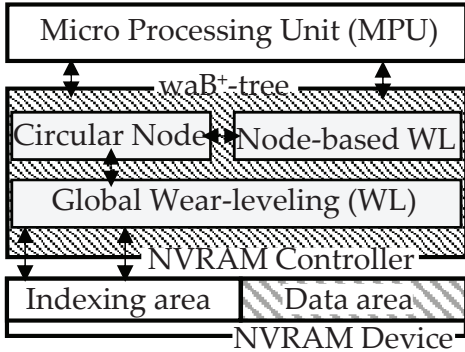 Micro Processing Unit (MPU)
waB⁺-tree
Circular Node
Node-based WL
Global Wear-leveling (WL)
NVRAM Controller
Indexing area
Data area
NVRAM Device